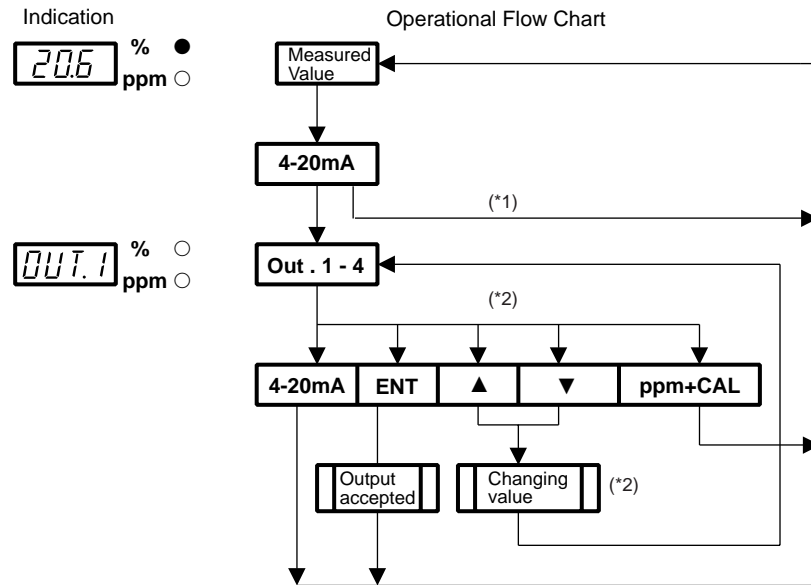 Indication
Operational Flow Chart
20.6
%
ppm
Measured
Value
4-20mA
(*1)
OUT.1
%
ppm
Out . 1 - 4
(*2)
4-20mA ENT ▲ ▼ ppm+CAL
Output
accepted
Changing
value
(*2)